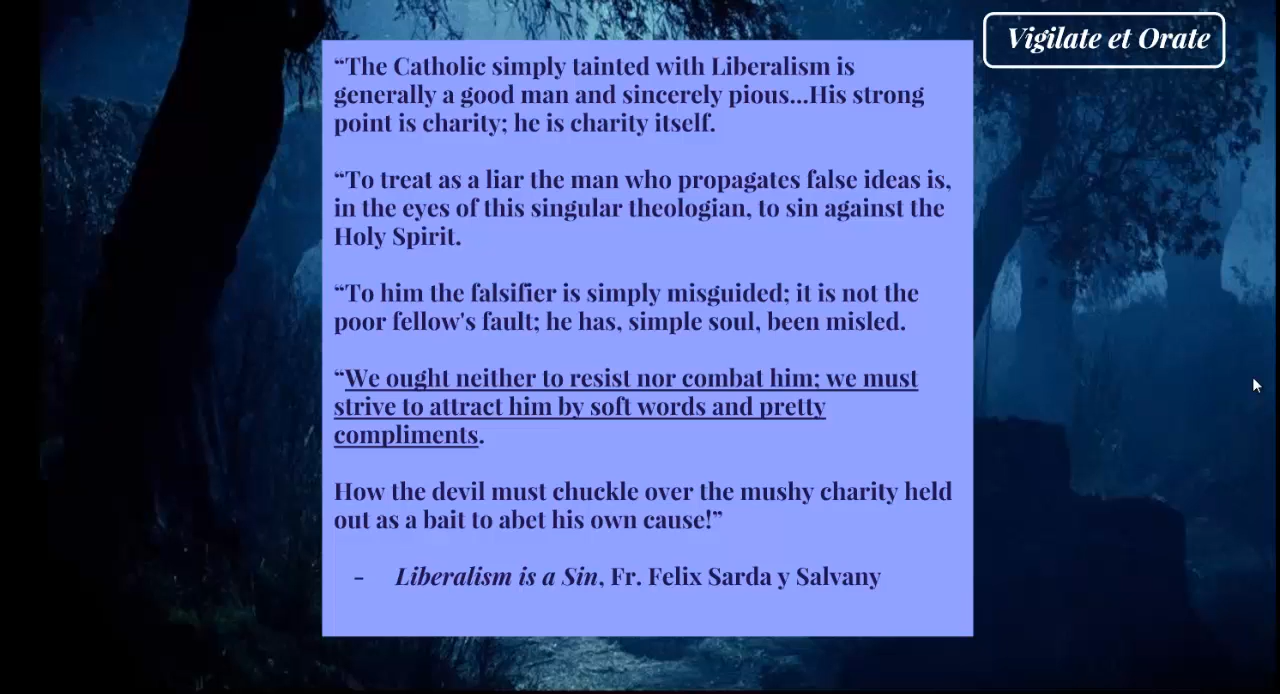 Vigilate et Orate
“The Catholic simply tainted with Liberalism is
generally a good man and sincerely pious...His strong
point is charity; he is charity itself.
“To treat as a liar the man who propagates false ideas is,
in the eyes of this singular theologian, to sin against the
Holy Spirit.
“To him the falsifier is simply misguided; it is not the
poor fellow's fault; he has, simple soul, been misled.
“We ought neither to resist nor combat him; we must
strive to attract him by soft words and pretty
compliments.
How the devil must chuckle over the mushy charity held
out as a bait to abet his own cause!”
- Liberalism is a Sin, Fr. Felix Sarda y Salvany